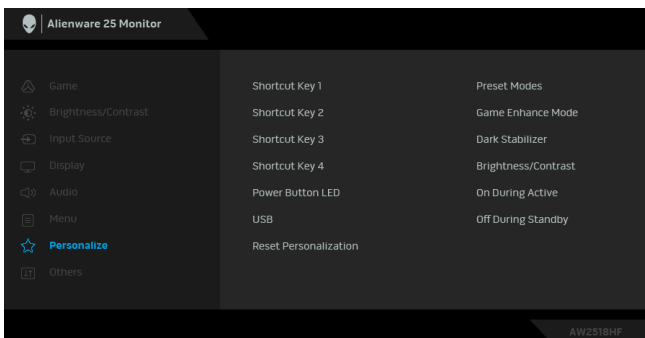 Alienware 25 Monitor
Game
Brightness/Contrast
Input Source
Display
Audio
Menu
Personalize
Others
Shortcut Key 1 Preset Modes
Shortcut Key 2 Game Enhance Mode
Shortcut Key 3 Dark Stabilizer
Shortcut Key 4 Brightness/Contrast
Power Button LED On During Active
USB Off During Standby
Reset Personalization
AW2518HF